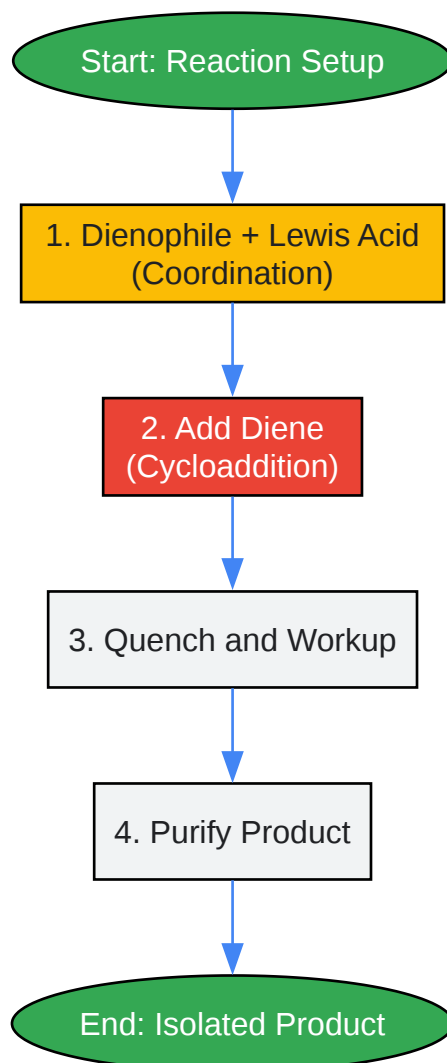 Start: Reaction Setup
1. Dienophile + Lewis Acid
(Coordination)
2. Add Diene
(Cycloaddition)
3. Quench and Workup
4. Purify Product
End: Isolated Product